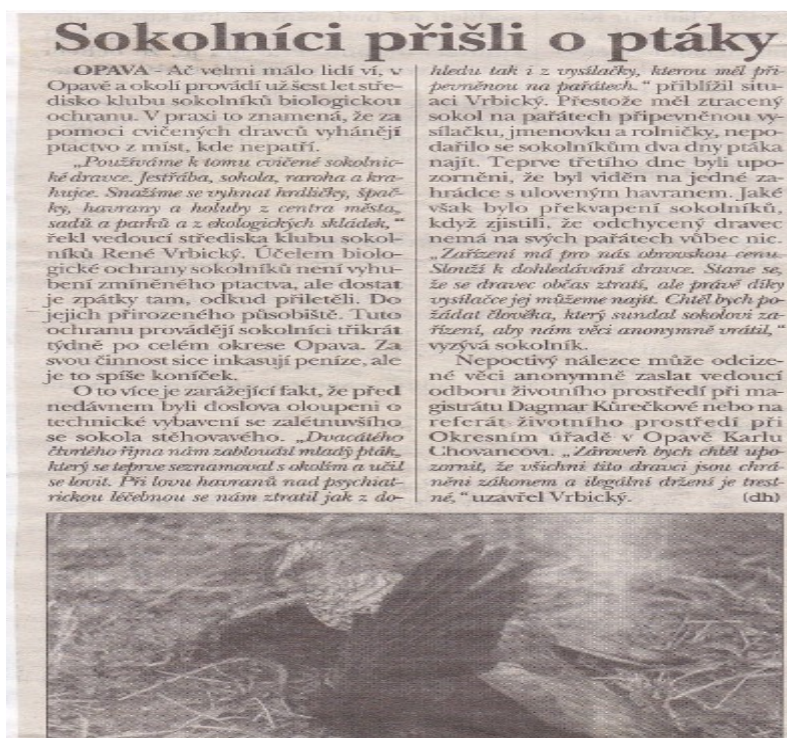 Sokolníci přišli o ptáky
OPAVA - Ač velmi málo lidí ví, v
Opavě a okolí provádí už šest let stře-
disko klubu sokolníků biologickou
ochranu. V praxi to znamená, že za
pomoci cvičených dravců vyhánějí
ptactvo z míst, kde nepatří.
„Používáme k tomu cvičené sokolnic-
ké dravce. Jestřába, sokola, raroha a kra-
hujce. Snažíme se vyhnat hrdličky, špač-
ky, havrany a holuby z centra města,
sadů a parků a z ekologických skládek,“
řekl vedoucí střediska klubu sokol-
níků René Vrbický. Účelem biolo-
gické ochrany sokolníků není vyhu-
bení zmíněného ptactva, ale dostat
je zpátky tam, odkud přiletěli. Do
jejich přirozeného působiště. Tuto
ochranu provádějí sokolníci třikrát
týdně po celém okrese Opava. Za
svou činnost sice inkasují peníze, ale
je to spíše koníček.
O to více je zarážející fakt, že před
nedávnem byli doslova oloupeni o
technické vybavení se zalétnuvšího
se sokola stěhovavého. „Dvacátého
čtvrtého října nám zabloudil mladý pták,
který se teprve seznamoval s okolím a učil
se lovit. Při lovu havranů nad psychiat-
rickou léčebnou se nám ztratil jak z do-
hledu tak i z vysílačky, kterou měl při-
pevněnou na pařátech.“ přiblížil situ-
aci Vrbický. Přestože měl ztracený
sokol na pařátech připevněnou vy-
sílačku, jmenovku a rolničky, nepo-
dařilo se sokolníkům dva dny ptáka
najít. Teprve třetího dne byli upo-
zorněni, že byl viděn na jedné za-
hrádce s uloveným havranem. Jaké
však bylo překvapení sokolníků,
když zjistili, že odchycený dravec
nemá na svých pařátech vůbec nic.
„Zařízení má pro nás obrovskou cenu.
Slouží k dohledávání dravce. Stane se,
že se dravec občas ztratí, ale právě díky
vysílačce jej můžeme najít. Chtěl bych po-
žádat člověka, který sundal sokolovi za-
řízení, aby nám věci anonymně vrátil,“
vyzývá sokolník.
Nepoctivý nálezce může odcize-
né věci anonymně zaslat vedoucí
odboru životního prostředí při ma-
gistrátu Dagmar Kůrečkové nebo na
referát životního prostředí při
Okresním úřadě v Opavě Karlu
Chovancovi. „Zároveň bych chtěl upo-
zornit, že všichni tito dravci jsou chrá-
něni zákonem a ilegální držení je trest-
né,“ uzavřel Vrbický. (dh)